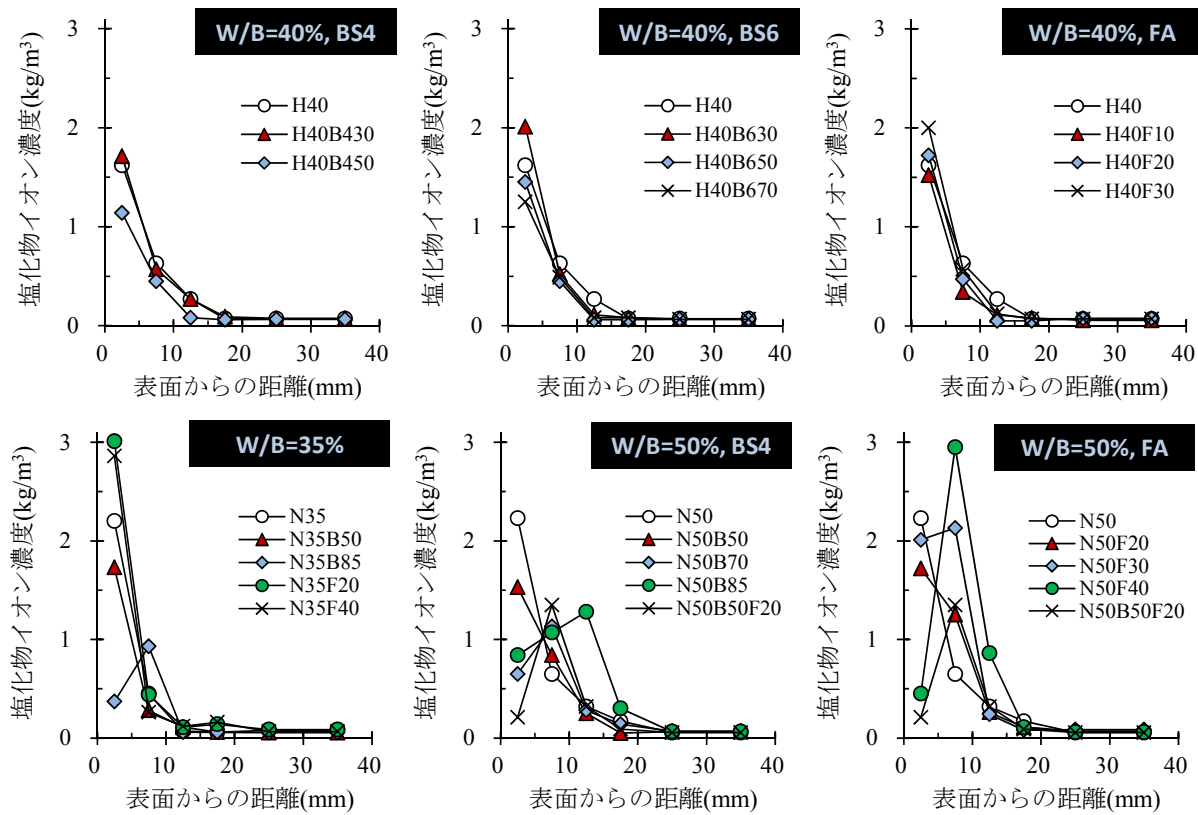 W/B=40%, BS4
塩化物イオン濃度(kg/m³)
3
2
1
0
H40
H40B430
H40B450
0 10 20 30 40
表面からの距離(mm)
W/B=40%, BS6
塩化物イオン濃度(kg/m³)
3
2
1
0
H40
H40B630
H40B650
H40B670
0 10 20 30 40
表面からの距離(mm)
W/B=40%, FA
塩化物イオン濃度(kg/m³)
3
2
1
0
H40
H40F10
H40F20
H40F30
0 10 20 30 40
表面からの距離(mm)
W/B=35%
塩化物イオン濃度(kg/m³)
3
2
1
0
N35
N35B50
N35B85
N35F20
N35F40
0 10 20 30 40
表面からの距離(mm)
W/B=50%, BS4
塩化物イオン濃度(kg/m³)
3
2
1
0
N50
N50B50
N50B70
N50B85
N50B50F20
0 10 20 30 40
表面からの距離(mm)
W/B=50%, FA
塩化物イオン濃度(kg/m³)
3
2
1
0
N50
N50F20
N50F30
N50F40
N50B50F20
0 10 20 30 40
表面からの距離(mm)